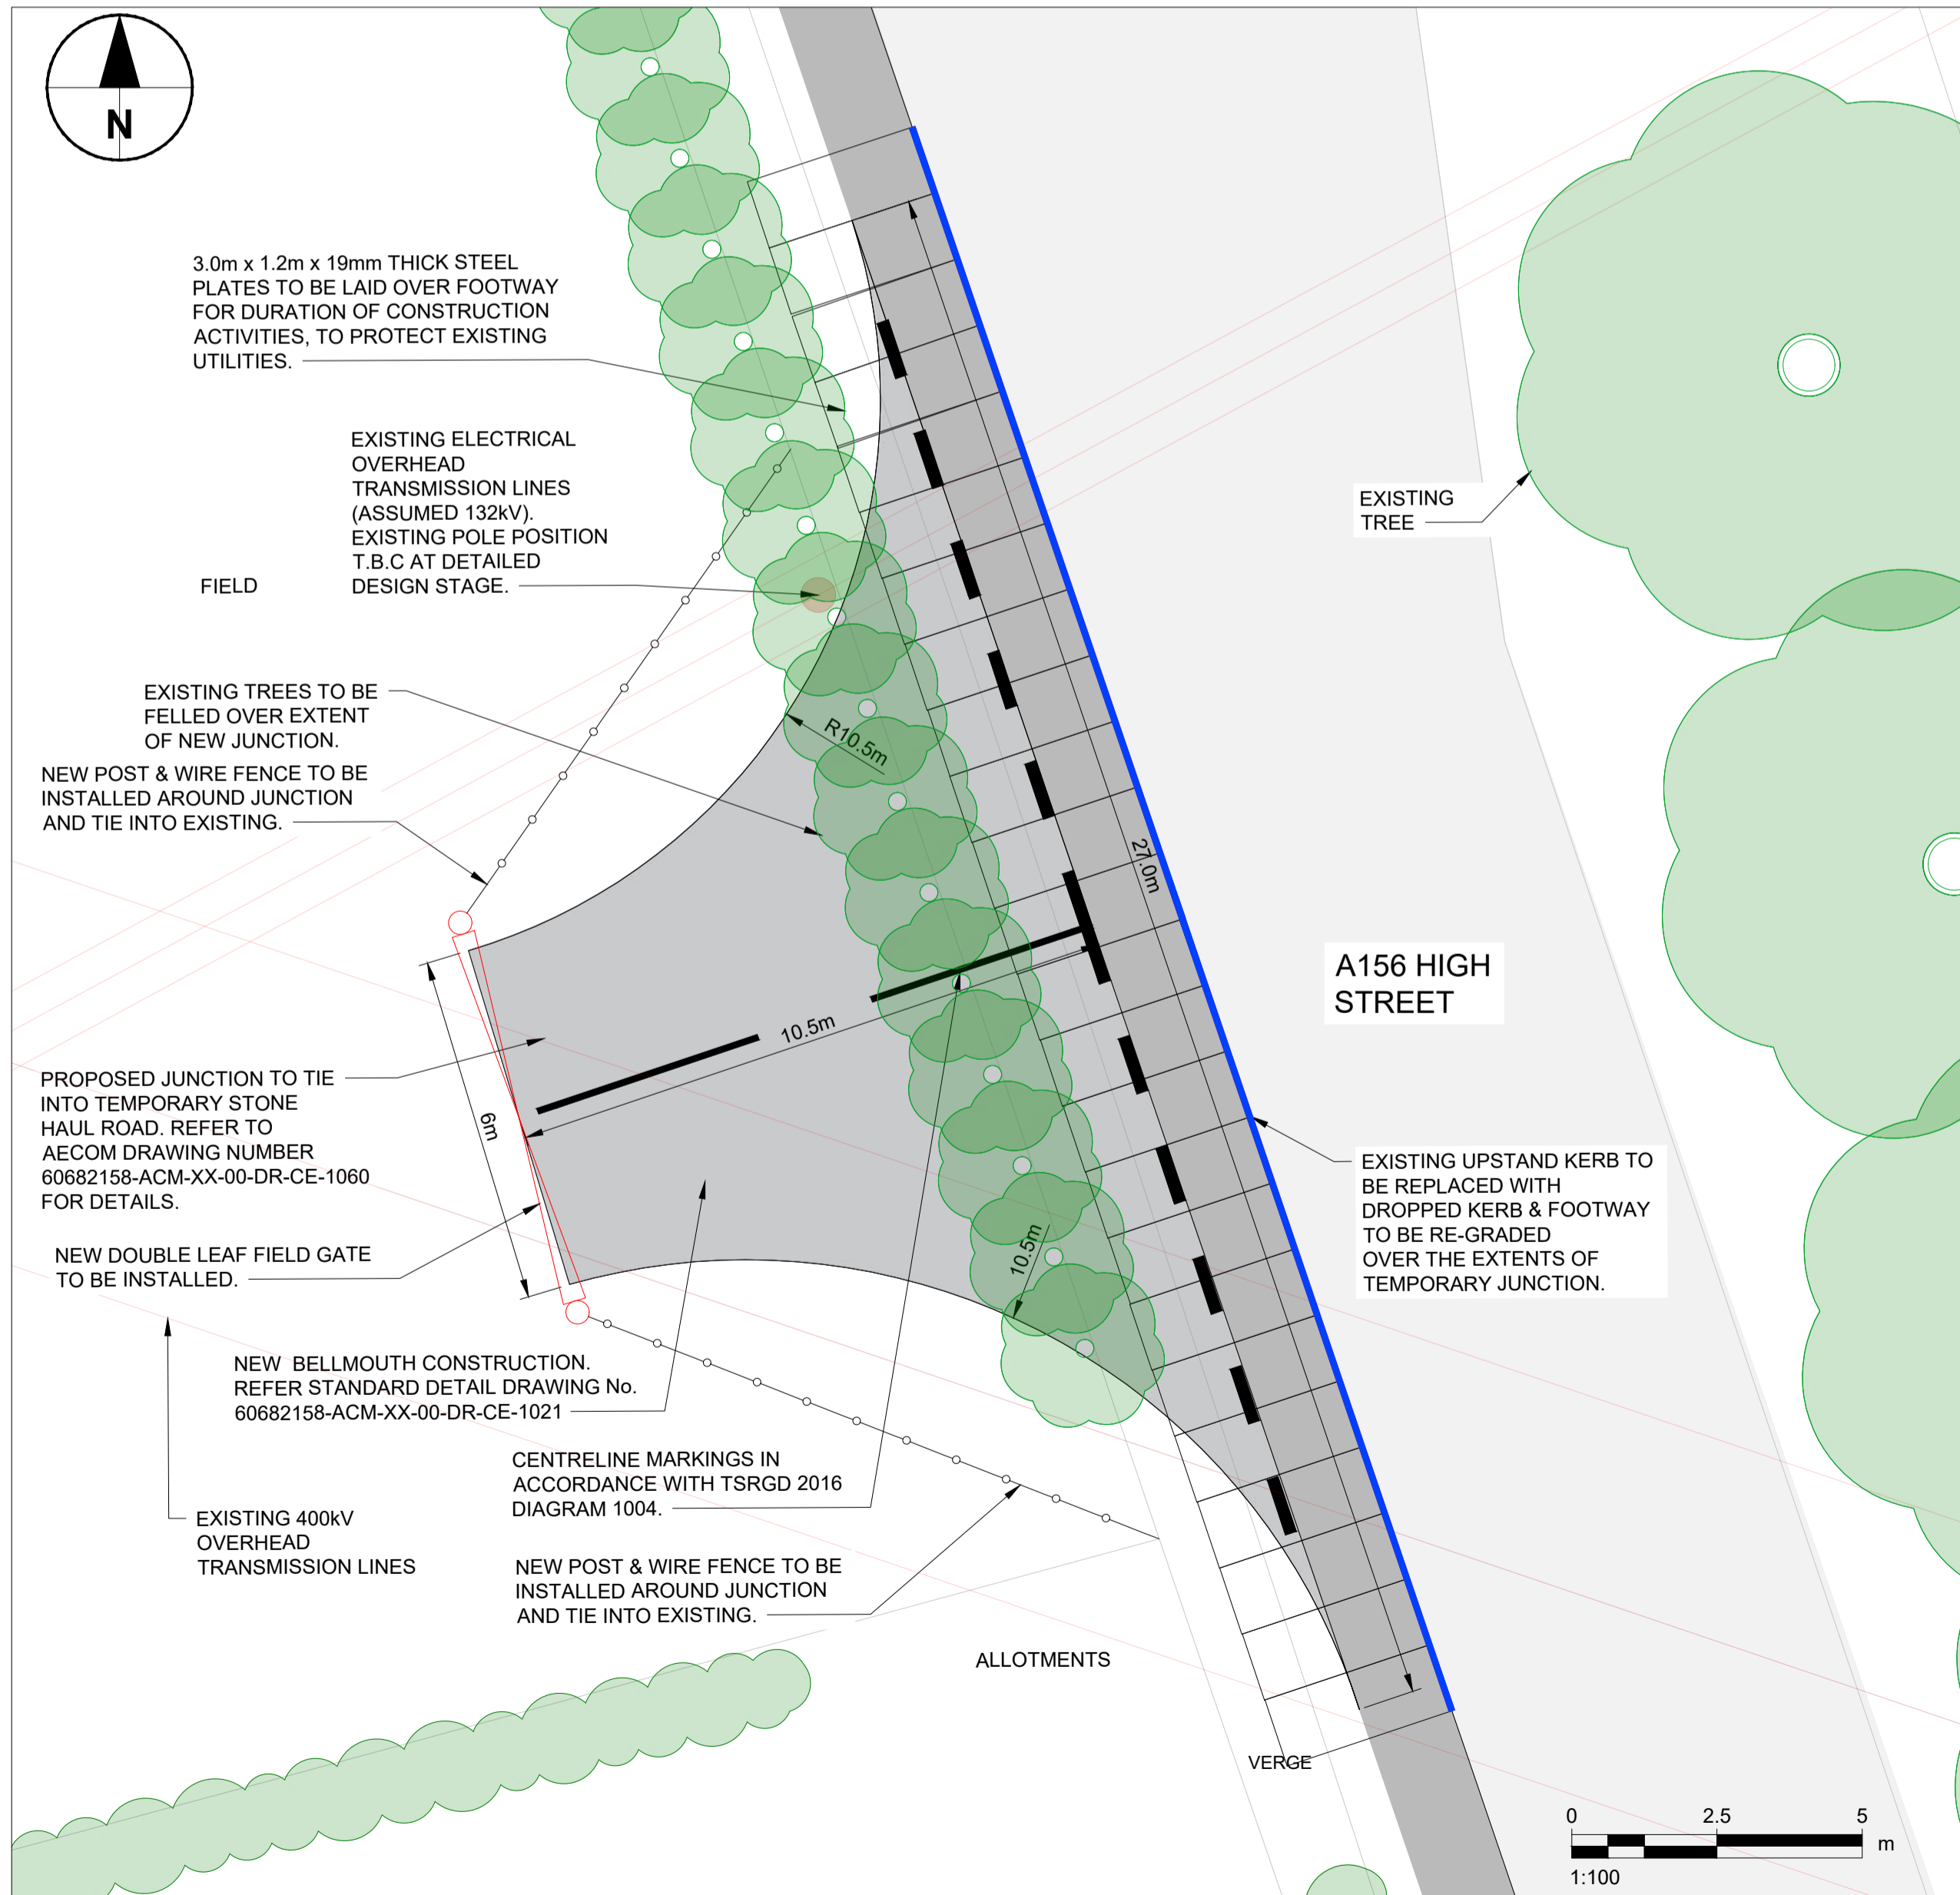 N
3.0m x 1.2m x 19mm THICK STEEL
PLATES TO BE LAID OVER FOOTWAY
FOR DURATION OF CONSTRUCTION
ACTIVITIES, TO PROTECT EXISTING
UTILITIES.
EXISTING ELECTRICAL
OVERHEAD
TRANSMISSION LINES
(ASSUMED 132kV).
EXISTING POLE POSITION
T.B.C AT DETAILED
DESIGN STAGE.
FIELD
EXISTING
TREE
EXISTING TREES TO BE
FELLED OVER EXTENT
OF NEW JUNCTION.
R10.5m
NEW POST & WIRE FENCE TO BE
INSTALLED AROUND JUNCTION
AND TIE INTO EXISTING.
27.0m
A156 HIGH
STREET
10.5m
6m
PROPOSED JUNCTION TO TIE
INTO TEMPORARY STONE
HAUL ROAD. REFER TO
AECOM DRAWING NUMBER
60682158-ACM-XX-00-DR-CE-1060
FOR DETAILS.
EXISTING UPSTAND KERB TO
BE REPLACED WITH
DROPPED KERB & FOOTWAY
TO BE RE-GRADED
OVER THE EXTENTS OF
TEMPORARY JUNCTION.
10.5m
NEW DOUBLE LEAF FIELD GATE
TO BE INSTALLED.
NEW BELLMOUTH CONSTRUCTION.
REFER STANDARD DETAIL DRAWING No.
60682158-ACM-XX-00-DR-CE-1021
CENTRELINE MARKINGS IN
ACCORDANCE WITH TSRGD 2016
DIAGRAM 1004.
EXISTING 400kV
OVERHEAD
TRANSMISSION LINES
NEW POST & WIRE FENCE TO BE
INSTALLED AROUND JUNCTION
AND TIE INTO EXISTING.
ALLOTMENTS
VERGE
0 2.5 5
m
1:100